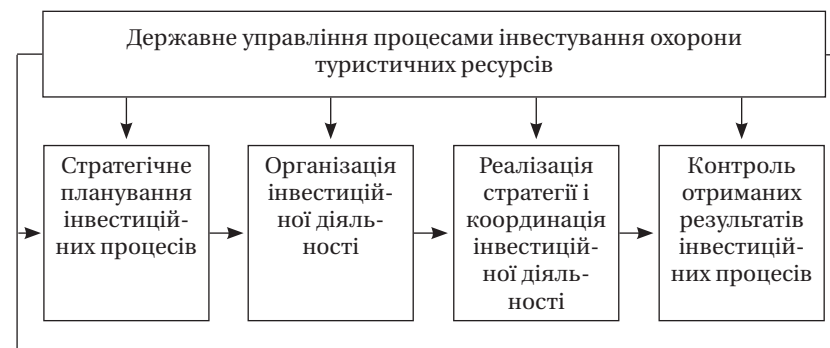 Державне управління процесами інвестування охорони
туристичних ресурсів
Стратегічне
планування
інвестицій-
них процесів
Організація
інвестицій-
ної діяль-
ності
Реалізація
стратегії і
координація
інвестицій-
ної діяль-
ності
Контроль
отриманих
результатів
інвестицій-
них процесів